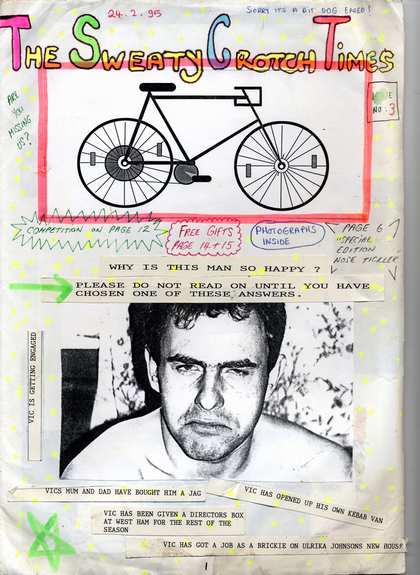 24.2.95
SORRY IT'S A BIT DOG EARED!
THE SWEATY CROTCH TIMES
ARE YOU MISSING US?
NO. 3
COMPETITION ON PAGE 12
FREE GIFTS
PAGE 14+15
PHOTOGRAPHS
INSIDE
PAGE 6
"SPECIAL
EDITION
NOSE TICKLER
WHY IS THIS MAN SO HAPPY ?
PLEASE DO NOT READ ON UNTIL YOU HAVE
CHOSEN ONE OF THESE ANSWERS.
VIC IS GETTING ENGAGED
VICS MUM AND DAD HAVE BOUGHT HIM A JAG
VIC HAS OPENED UP HIS OWN KEBAB VAN
VIC HAS BEEN GIVEN A DIRECTORS BOX
AT WEST HAM FOR THE REST OF THE
SEASON
VIC HAS GOT A JOB AS A BRICKIE ON ULRIKA JOHNSONS NEW HOUSE
1